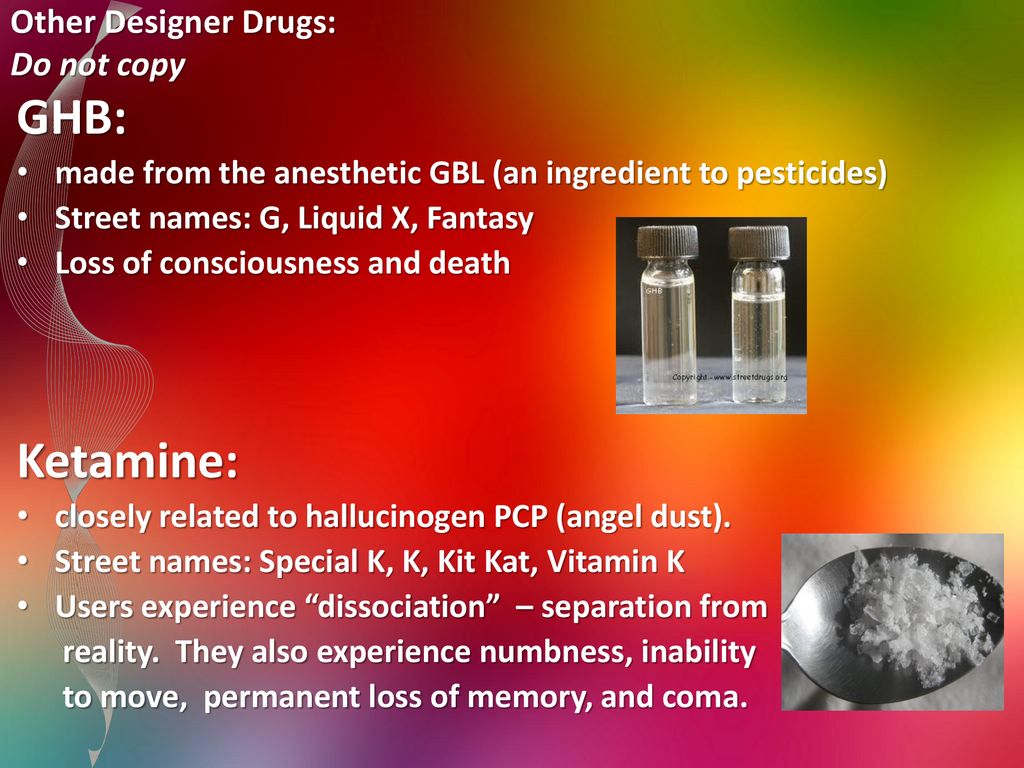 Other Designer Drugs:
Do not copy
GHB:
• made from the anesthetic GBL (an ingredient to pesticides)
• Street names: G, Liquid X, Fantasy
• Loss of consciousness and death
GHB
Copyright - www.streetdrugs.org
Ketamine:
• closely related to hallucinogen PCP (angel dust).
• Street names: Special K, K, Kit Kat, Vitamin K
• Users experience “dissociation” – separation from
reality. They also experience numbness, inability
to move, permanent loss of memory, and coma.